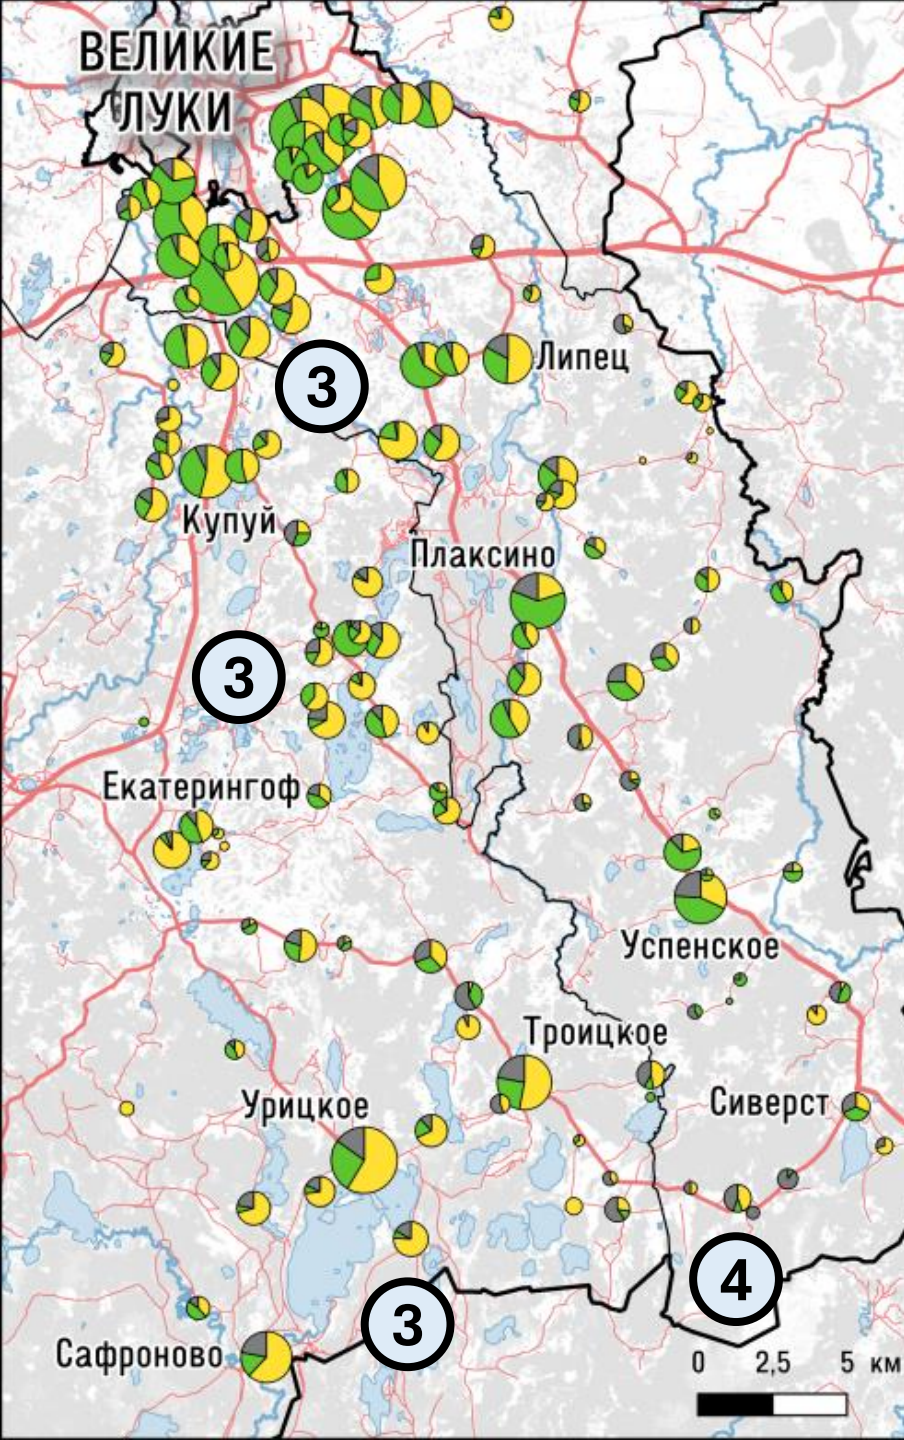 ВЕЛИКИЕ
ЛУКИ
Липец
3
Купуй
Плаксино
3
Екатерингоф
Успенское
Троицкое
Урицкое
Сиверст
4
3
Сафроново
0 2,5 5 км